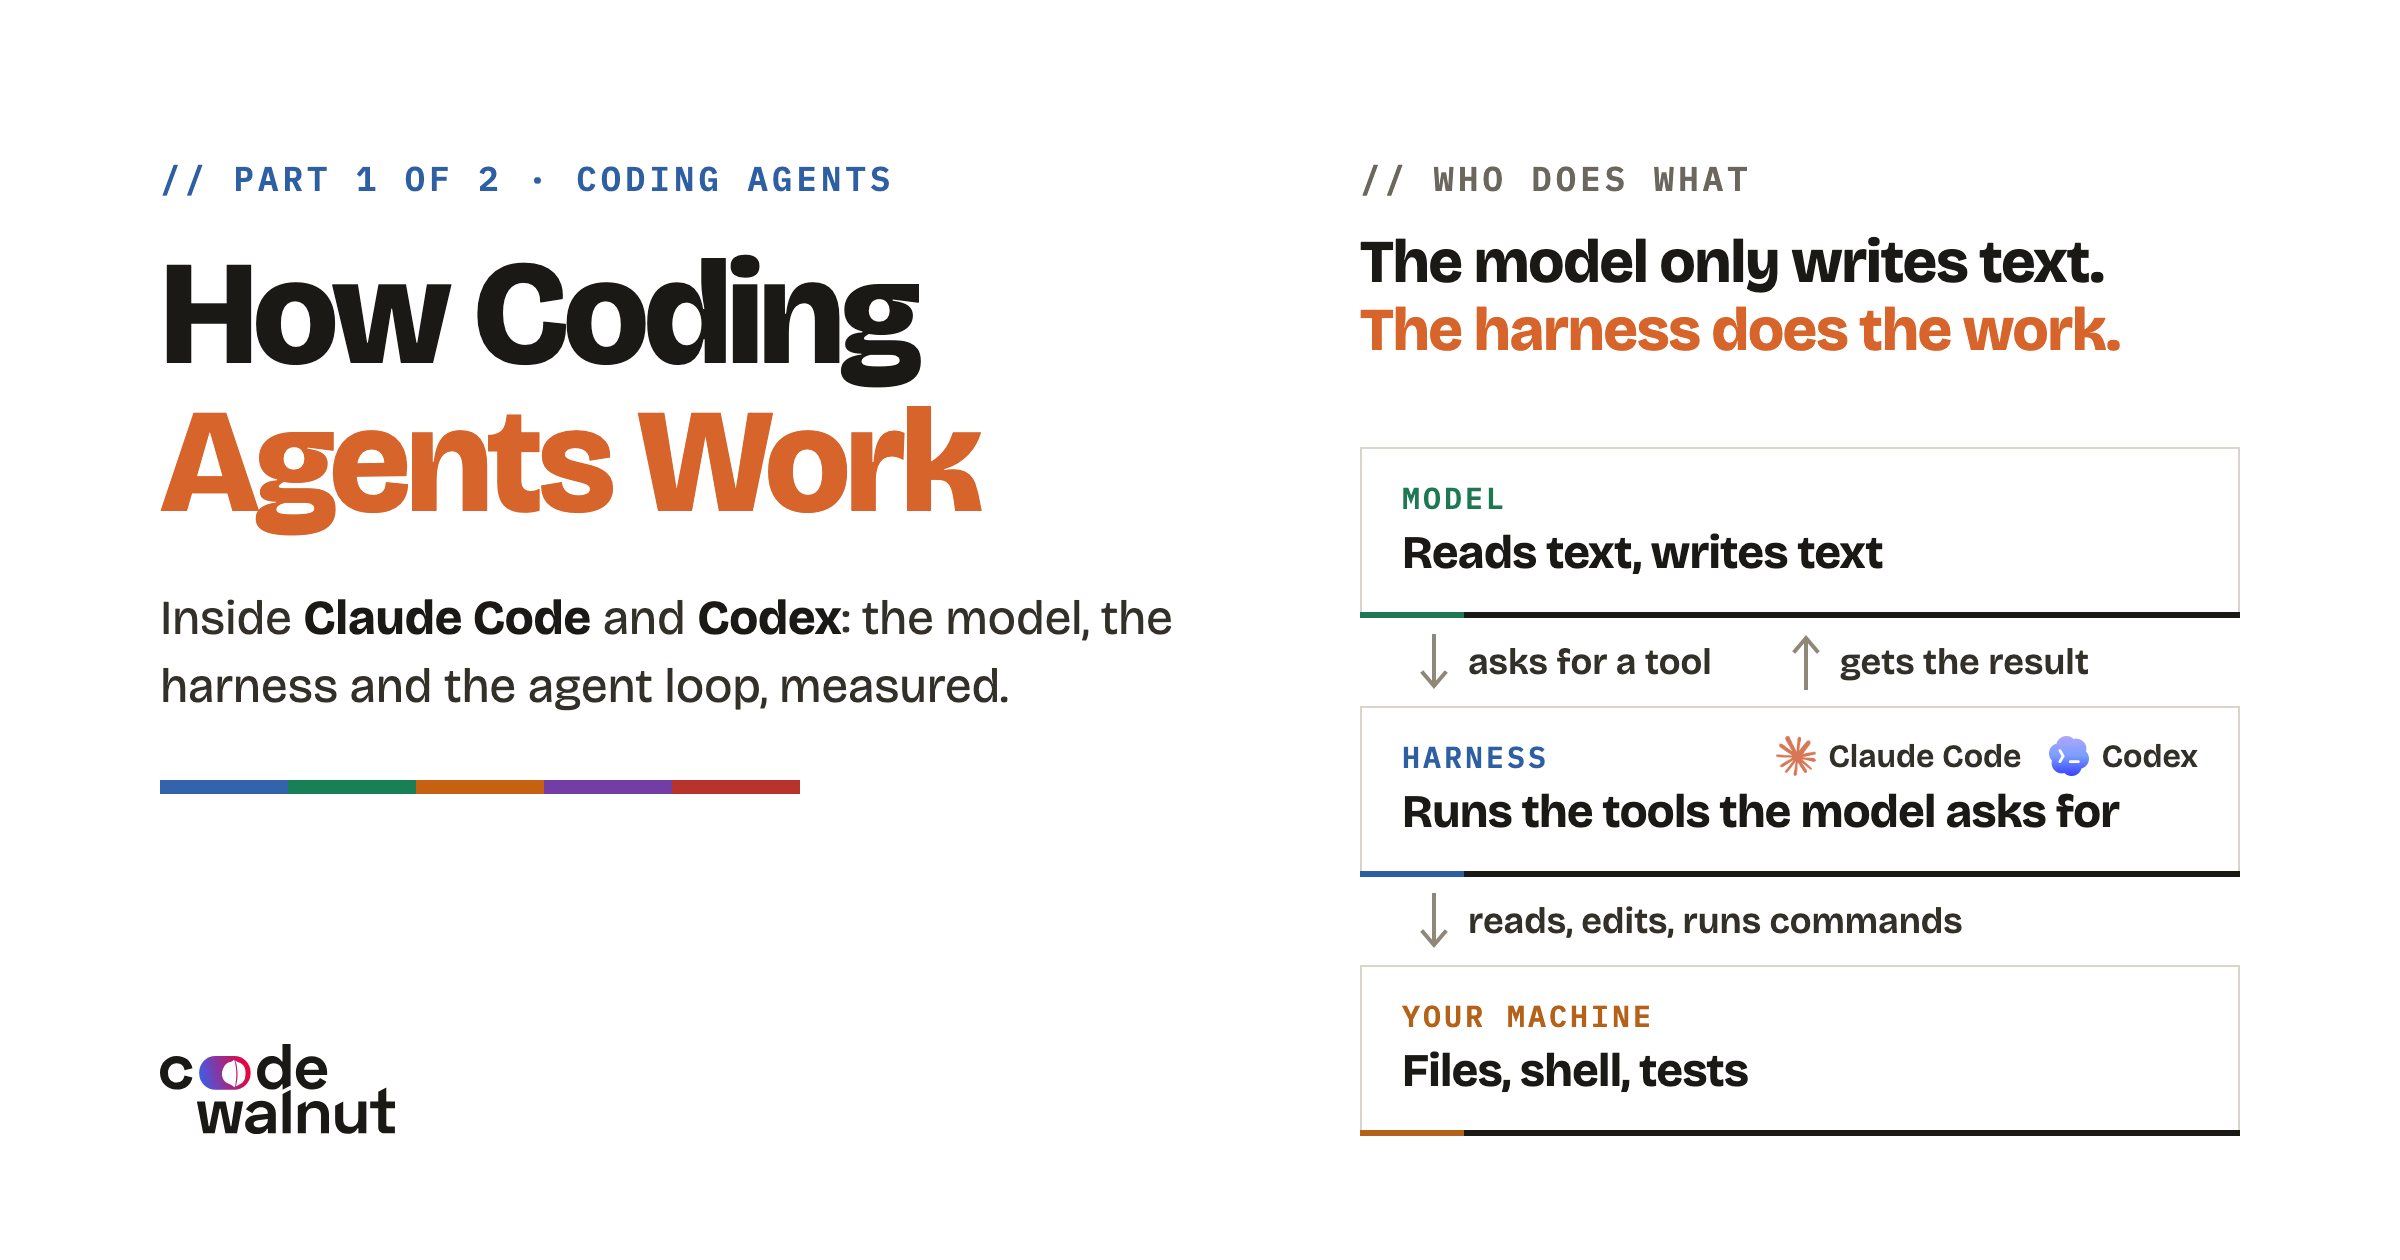 // PART 1 OF 2 · CODING AGENTS
How Coding
Agents Work
Inside Claude Code and Codex: the model, the
harness and the agent loop, measured.
code
walnut
// WHO DOES WHAT
The model only writes text.
The harness does the work.
MODEL
Reads text, writes text
asks for a tool
gets the result
HARNESS
Claude Code
Codex
Runs the tools the model asks for
reads, edits, runs commands
YOUR MACHINE
Files, shell, tests